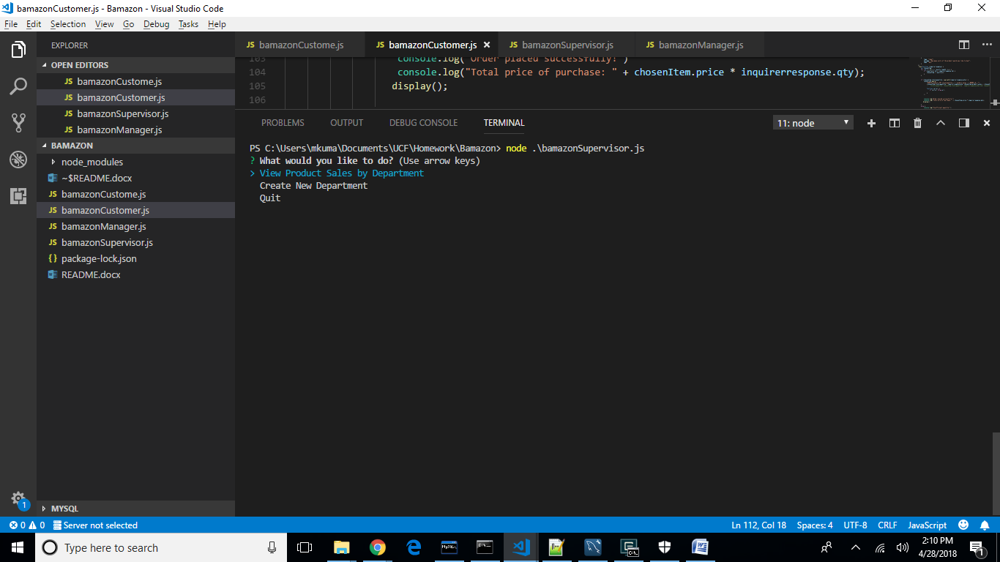 bamazonCustomer.js - Bamazon - Visual Studio Code
File Edit Selection View Go Debug Tasks Help
EXPLORER
OPEN EDITORS
JS bamazonCustome.js
JS bamazonCustomer.js
JS bamazonSupervisor.js
JS bamazonManager.js
BAMAZON
node_modules
~$README.docx
JS bamazonCustome.js
JS bamazonCustomer.js
JS bamazonManager.js
JS bamazonSupervisor.js
{} package-lock.json
README.docx
MYSQL
1
JS bamazonCustome.js JS bamazonCustomer.js JS bamazonSupervisor.js JS bamazonManager.js
103 console.log("Order placed successfully!")
104 console.log("Total price of purchase: " + chosenItem.price * inquirerresponse.qty);
105 display();
106
PROBLEMS OUTPUT DEBUG CONSOLE TERMINAL 11: node
PS C:\Users\mkuma\Documents\UCF\Homework\Bamazon> node .\bamazonSupervisor.js
? What would you like to do? (Use arrow keys)
> View Product Sales by Department
Create New Department
Quit
0 0 Server not selected Ln 112, Col 18 Spaces: 4 UTF-8 CRLF JavaScript
Type here to search
MySQL
C:\.
2:10 PM
4/28/2018
1